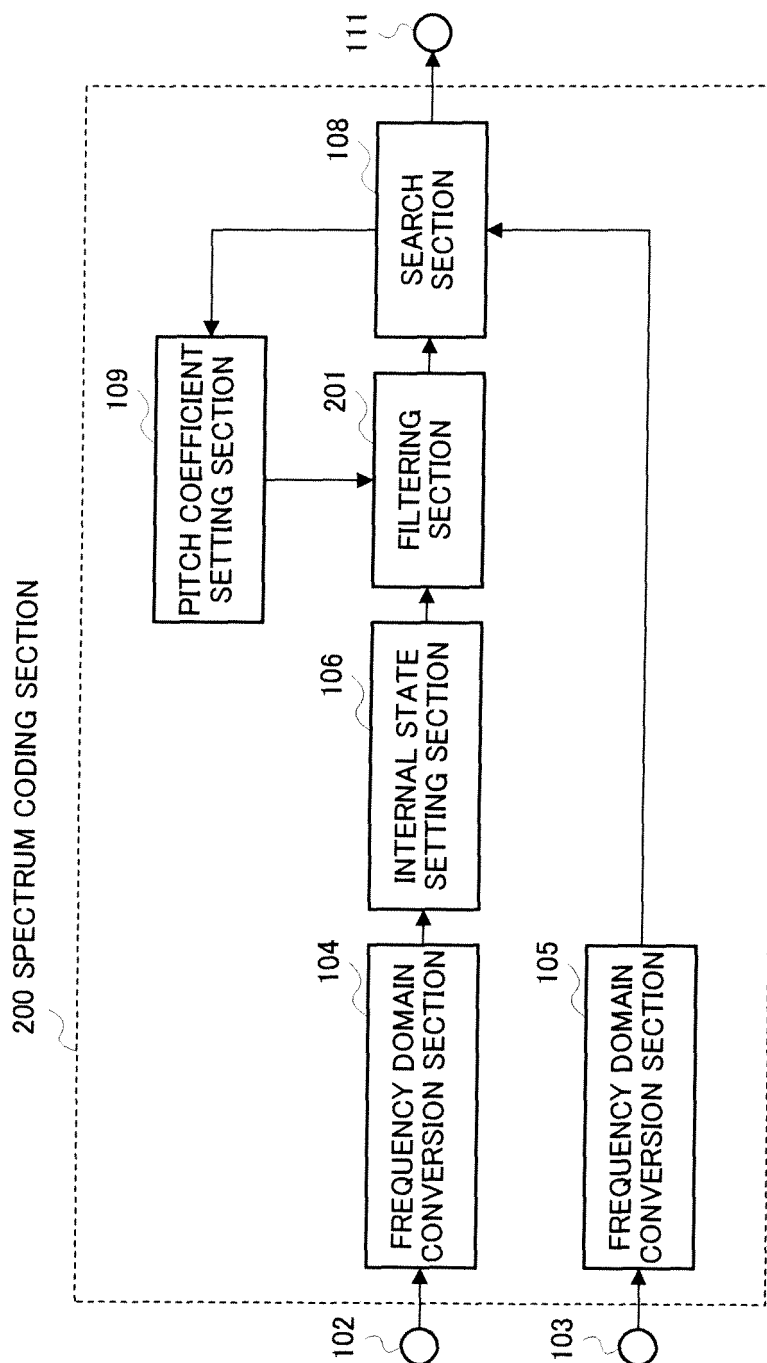 200 SPECTRUM CODING SECTION
109
PITCH COEFFICIENT
SETTING SECTION
102
104
FREQUENCY DOMAIN
CONVERSION SECTION
106
INTERNAL STATE
SETTING SECTION
201
FILTERING
SECTION
108
SEARCH
SECTION
111
103
105
FREQUENCY DOMAIN
CONVERSION SECTION